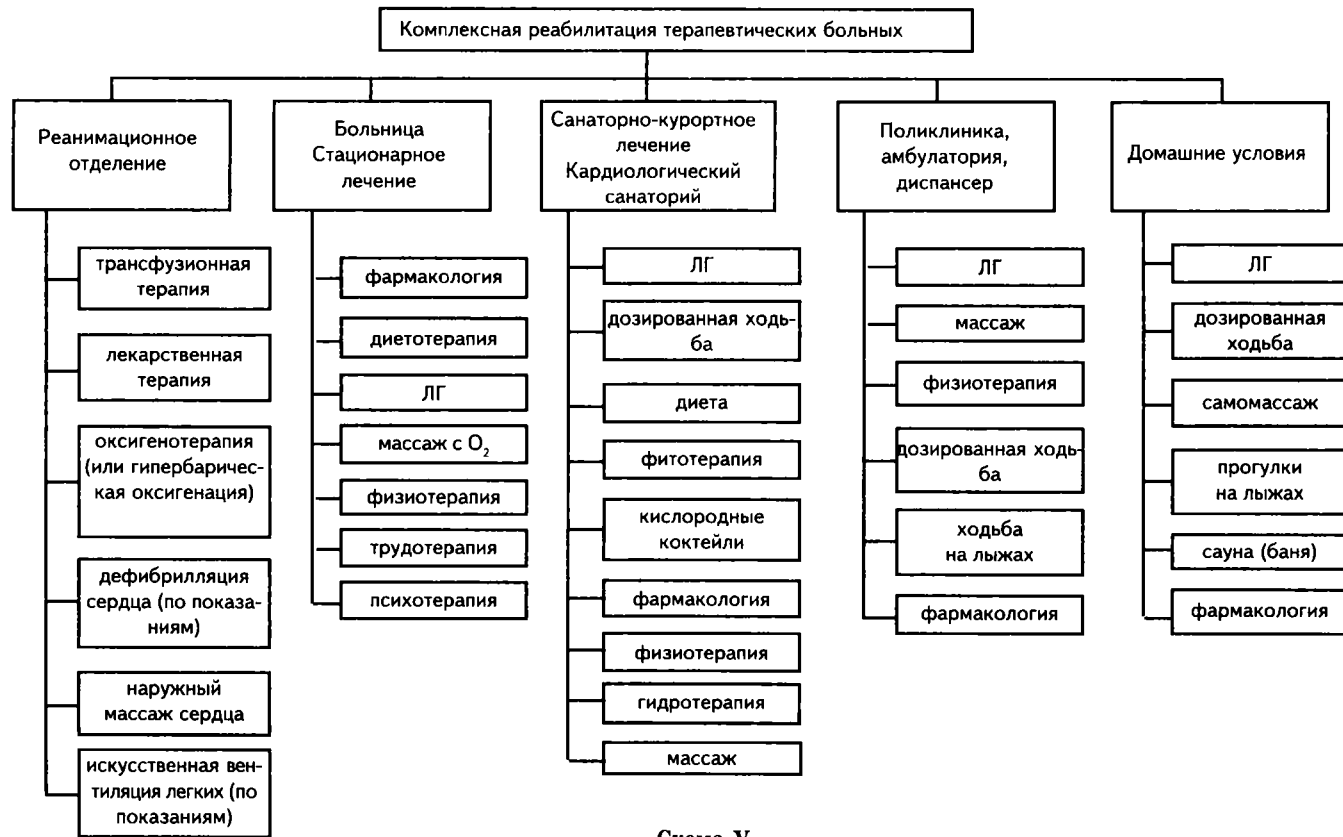 Комплексная реабилитация терапевтических больных
Реанимационное
отделение
трансфузионная
терапия
лекарственная
терапия
оксигенотерапия
(или гипербаричес-
кая оксигенация)
дефибрилляция
сердца (по показа-
ниям)
наружный
массаж сердца
искусственная вен-
тиляция легких (по
показаниям)
Больница
Стационарное
лечение
фармакология
диетотерапия
ЛГ
массаж с O₂
физиотерапия
трудотерапия
психотерапия
Санаторно-курортное
лечение
Кардиологический
санаторий
ЛГ
дозированная ходь-
ба
диета
фитотерапия
кислородные
коктейли
фармакология
физиотерапия
гидротерапия
массаж
Поликлиника,
амбулатория,
диспансер
ЛГ
массаж
физиотерапия
дозированная ходь-
ба
ходьба
на лыжах
фармакология
Домашние условия
ЛГ
дозированная
ходьба
самомассаж
прогулки
на лыжах
сауна (баня)
фармакология
Схема V